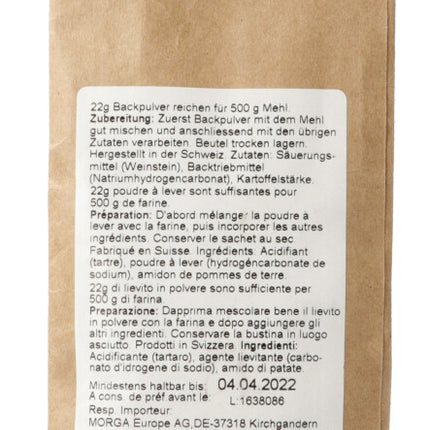 22g Backpulver reichen für 500 g Mehl.
Zubereitung: Zuerst Backpulver mit dem Mehl
gut mischen und anschliessend mit den übrigen
Zutaten verarbeiten. Beutel trocken lagern.
Hergestellt in der Schweiz. Zutaten: Säuerungs-
mittel (Weinstein), Backtriebmittel
(Natriumhydrogencarbonat), Kartoffelstärke.
22g poudre à lever sont suffisantes pour
500 g de farine.
Préparation: D'abord mélanger la poudre à
lever avec la farine, puis incorporer les autres
ingrédients. Conserver le sachet au sec.
Fabriqué en Suisse. Ingrédients: Acidifiant
(tartre), poudre à lever (hydrogéncarbonate de
sodium), amidon de pommes de terre.
22g di lievito in polvere sono sufficiente per
500 g di farina.
Preparazione: Dapprima mescolare bene il lievito
in polvere con la farina e dopo aggiungere gli
altri ingredienti. Conservare la bustina in luogo
asciutto. Prodotti in Svizzera. Ingredienti:
Acidificante (tartaro), agente lievitante (carbo-
nato d'idrogene di sodio), amido di patate.
Mindestens haltbar bis: 04.04.2022
A cons. de préf avant le: L:1638086
Resp. Importeur:
MORGA Europe AG,DE-37318 Kirchgandern